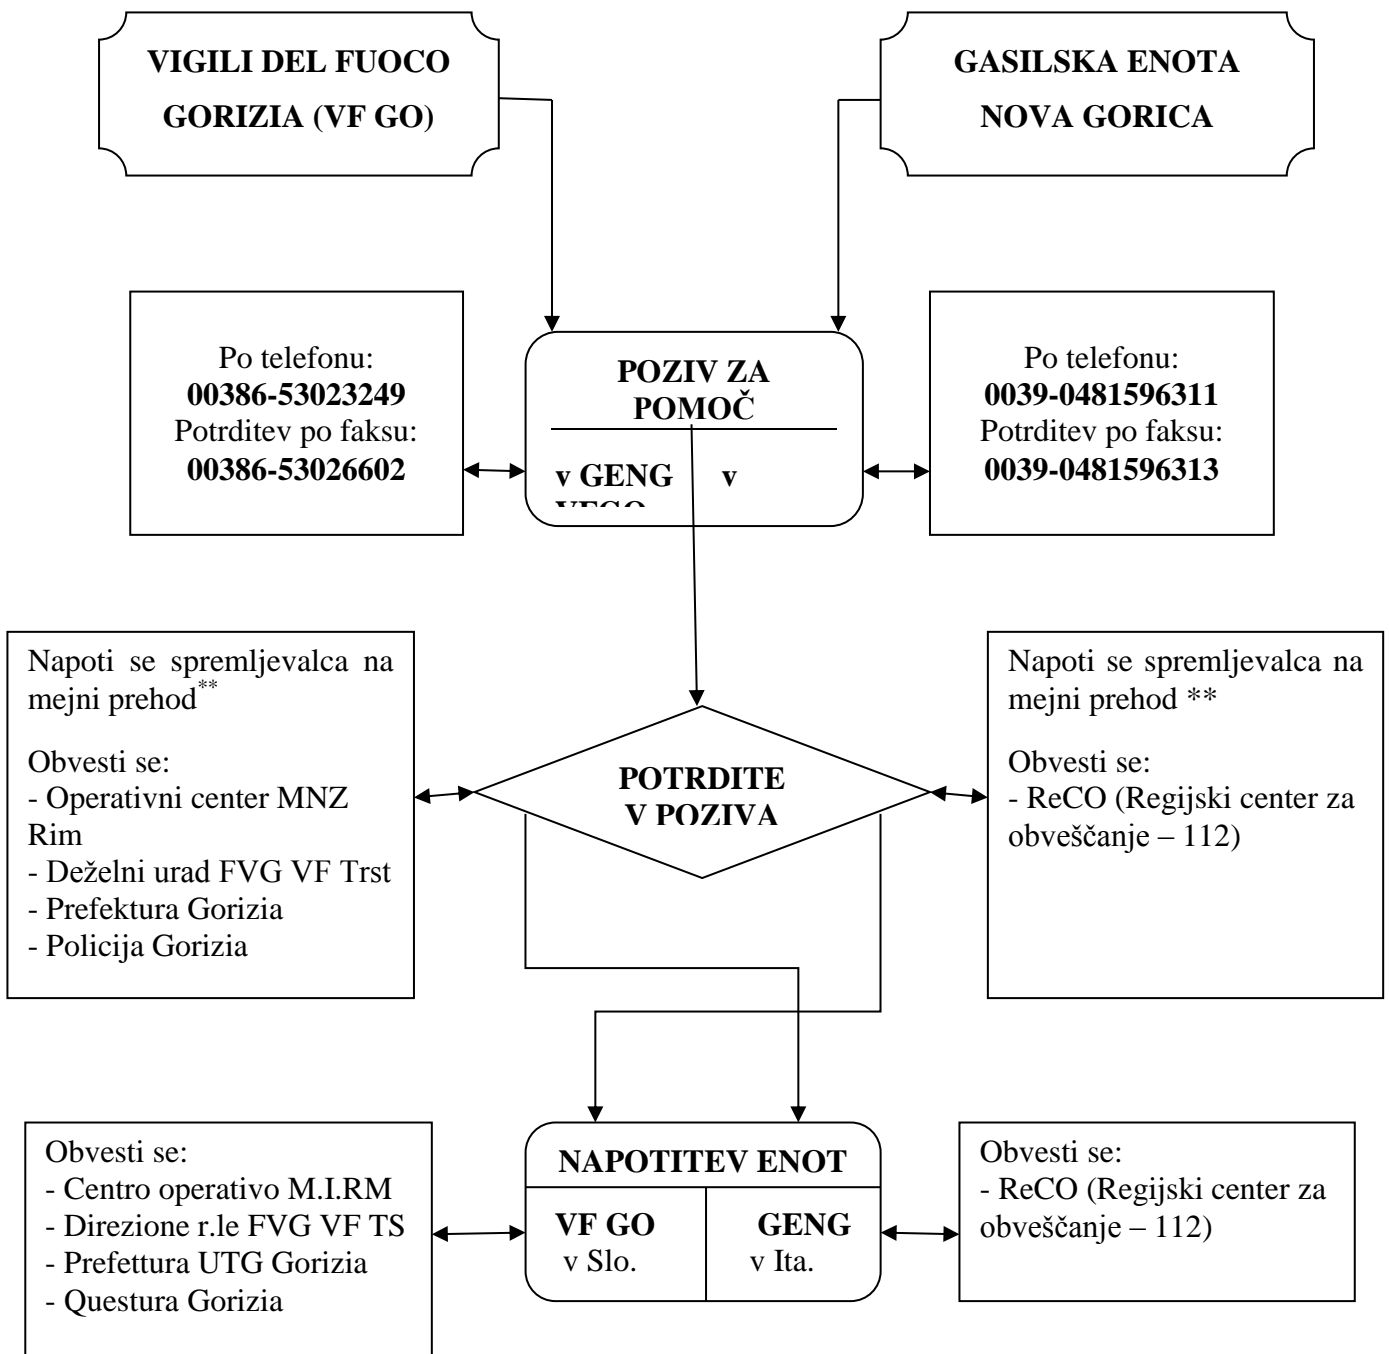 VIGILI DEL FUOCO
GORIZIA (VF GO)
GASILSKA ENOTA
NOVA GORICA
Po telefonu:
00386-53023249
Potrditev po faksu:
00386-53026602
POZIV ZA
POMOČ
v GENG v
VFGO
Po telefonu:
0039-0481596311
Potrditev po faksu:
0039-0481596313
Napoti se spremljevalca na
mejni prehod**
Obvesti se:
- Operativni center MNZ
Rim
- Deželni urad FVG VF Trst
- Prefektura Gorizia
- Policija Gorizia
POTRDITE
V POZIVA
Napoti se spremljevalca na
mejni prehod **
Obvesti se:
- ReCO (Regijski center za
obveščanje – 112)
Obvesti se:
- Centro operativo M.I.RM
- Direzione r.le FVG VF TS
- Prefettura UTG Gorizia
- Questura Gorizia
NAPOTITEV ENOT
VF GO
v Slo.
GENG
v Ita.
Obvesti se:
- ReCO (Regijski center za
obveščanje – 112)